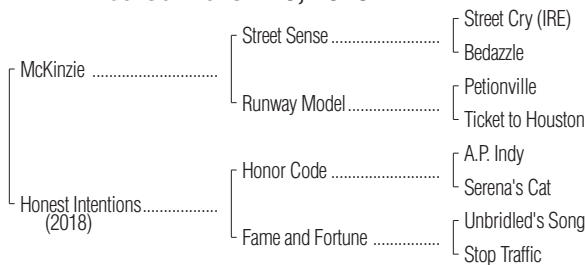 Street Cry (IRE)
Street Sense ........................
Bedazzle
McKinzie ...............................
Petionville
Runway Model.......................
Ticket to Houston
A.P. Indy
Honor Code ...........................
Serena's Cat
Honest Intentions...................
(2018)
Unbridled's Song
Fame and Fortune ................
Stop Traffic